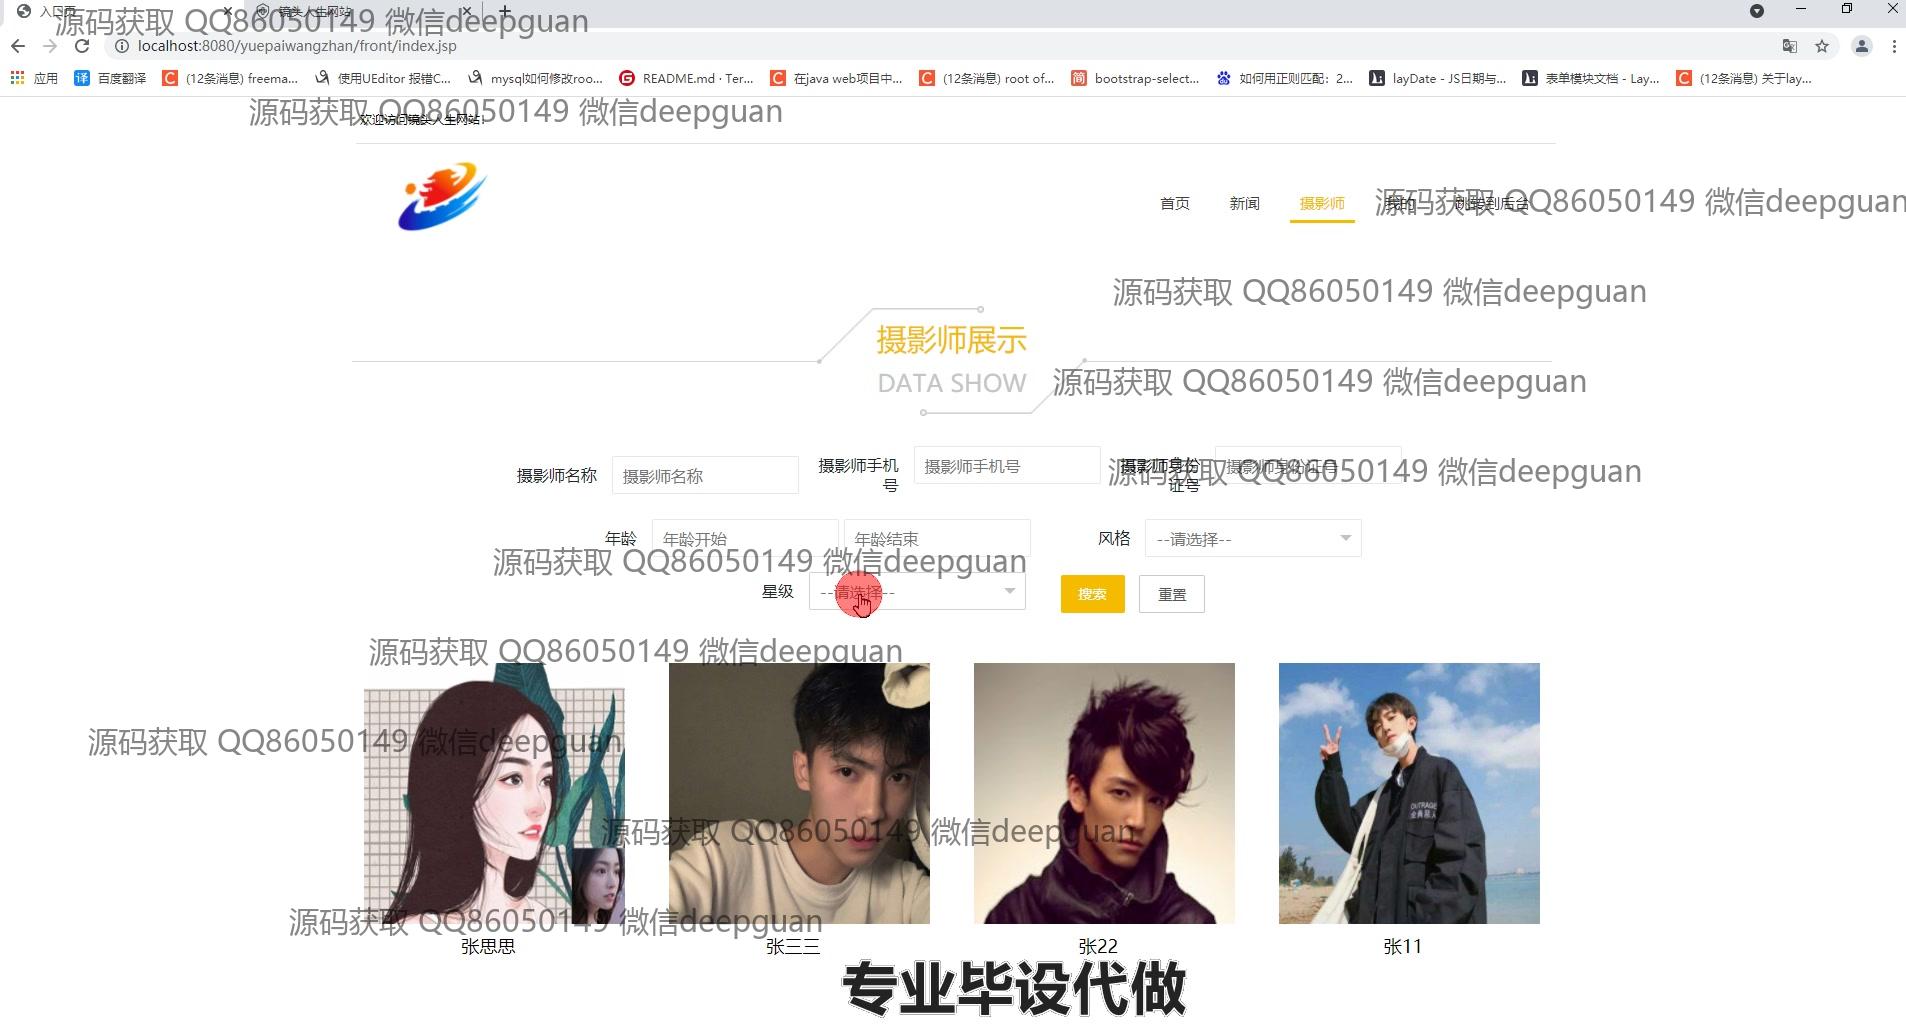 入口页
镜头人生网站
源码获取 QQ86050149 微信deepguan
localhost:8080/yuepaiwangzhan/front/index.jsp
应用 百度翻译 (12条消息) freema... 使用UEditor 报错C... mysql如何修改roo... README.md · Ter... 在java web项目中... (12条消息) root of... bootstrap-select... 如何用正则匹配：2... layDate - JS日期与... 表单模块文档 - Lay... (12条消息) 关于lay...
源码获取 QQ86050149 微信deepguan
欢迎访问镜头人生网站！
首页 新闻 摄影师 我的 跳转到后台
源码获取 QQ86050149 微信deepguan
源码获取 QQ86050149 微信deepguan
摄影师展示
DATA SHOW
源码获取 QQ86050149 微信deepguan
摄影师名称 摄影师名称 摄影师手机号 摄影师手机号 摄影师身份证号 摄影师身份证号
源码获取 QQ86050149 微信deepguan
年龄 年龄开始 年龄结束 风格 --请选择--
源码获取 QQ86050149 微信deepguan
星级 --请选择-- 搜索 重置
源码获取 QQ86050149 微信deepguan
源码获取 QQ86050149 微信deepguan
OUTRAGE
源码获取 QQ86050149 微信deepguan
源码获取 QQ86050149 微信deepguan
张思思 张三三 张22 张11
专业毕设代做